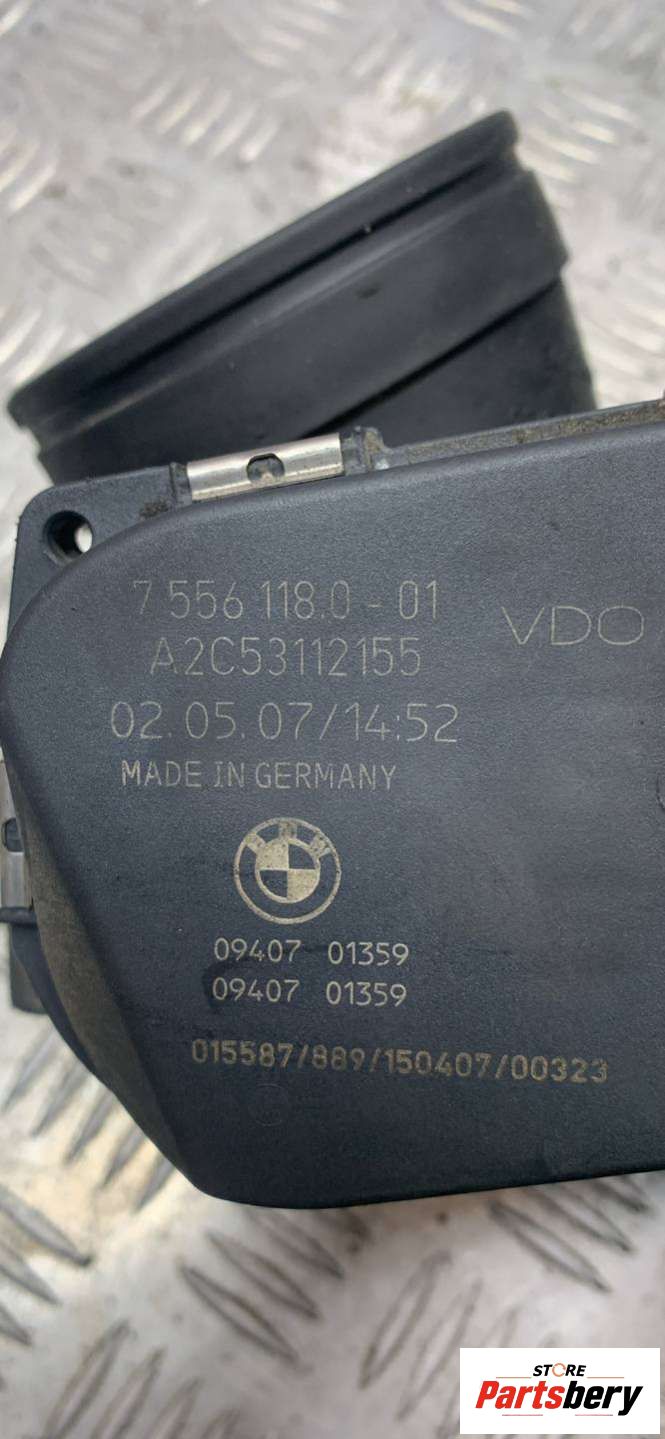 7 556 118.0 - 01
VDO
A2C53112155
02.05.07/14:52
MADE IN GERMANY
BMW
09407 01359
09407 01359
015587/889/150407/00323
STORE
Partsbery